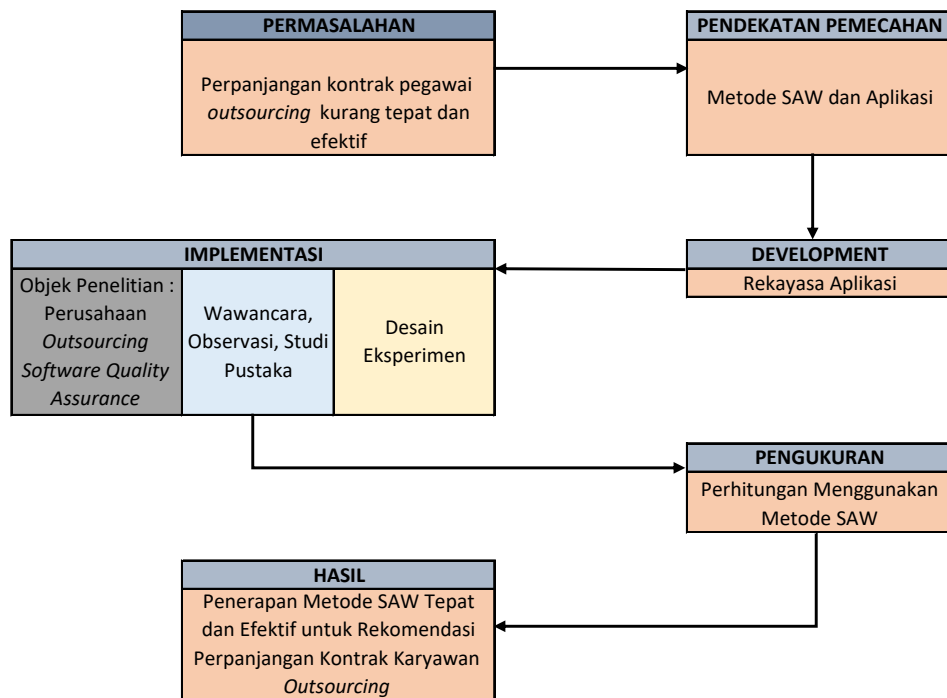 PERMASALAHAN
Perpanjangan kontrak pegawai
outsourcing kurang tepat dan
efektif
PENDEKATAN PEMECAHAN
Metode SAW dan Aplikasi
DEVELOPMENT
Rekayasa Aplikasi
IMPLEMENTASI
Objek Penelitian :
Perusahaan
Outsourcing
Software Quality
Assurance
Wawancara,
Observasi, Studi
Pustaka
Desain
Eksperimen
PENGUKURAN
Perhitungan Menggunakan
Metode SAW
HASIL
Penerapan Metode SAW Tepat
dan Efektif untuk Rekomendasi
Perpanjangan Kontrak Karyawan
Outsourcing